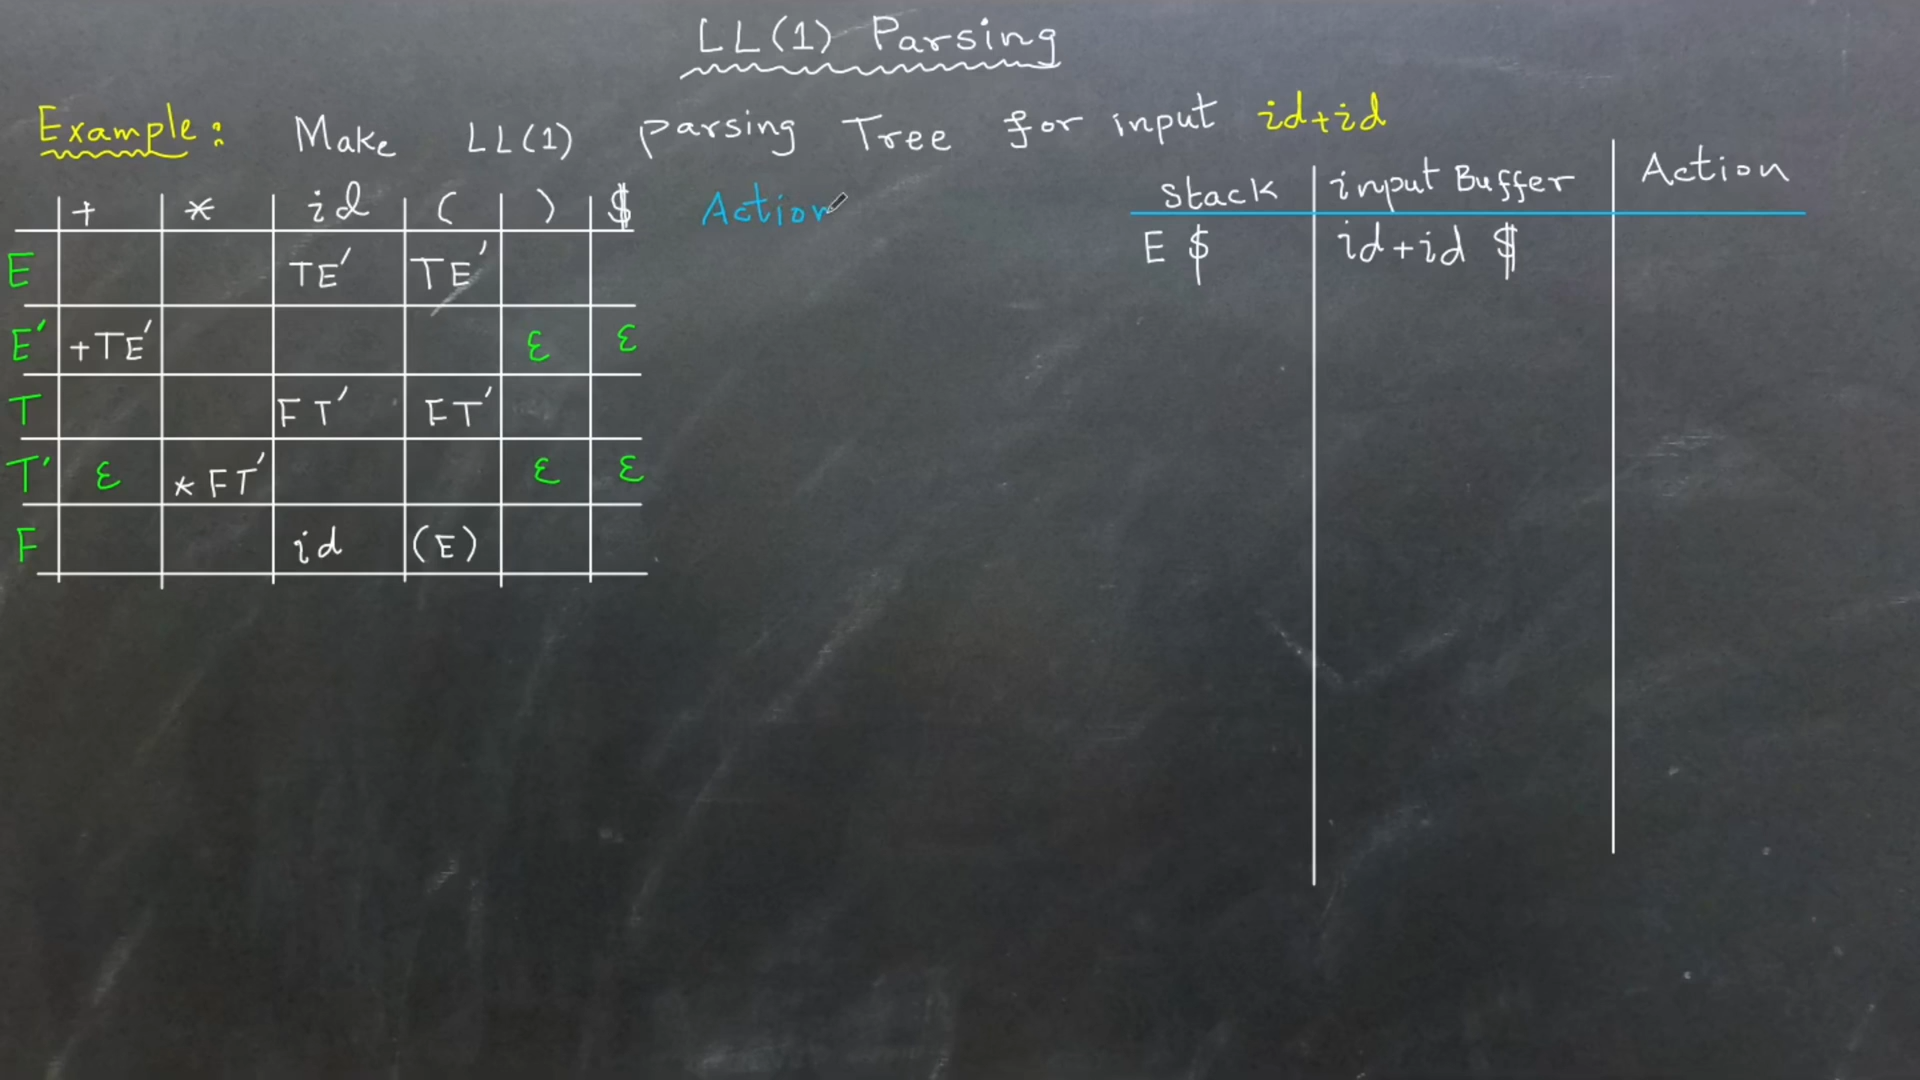 LL(1) Parsing
Example: Make LL(1) parsing Tree for input id+id
+ * id ( ) $
E TE' TE'
E' +TE' ε ε
T FT' FT'
T' ε *FT' ε ε
F id (E)
Action
Stack input Buffer Action
E $ id+id $